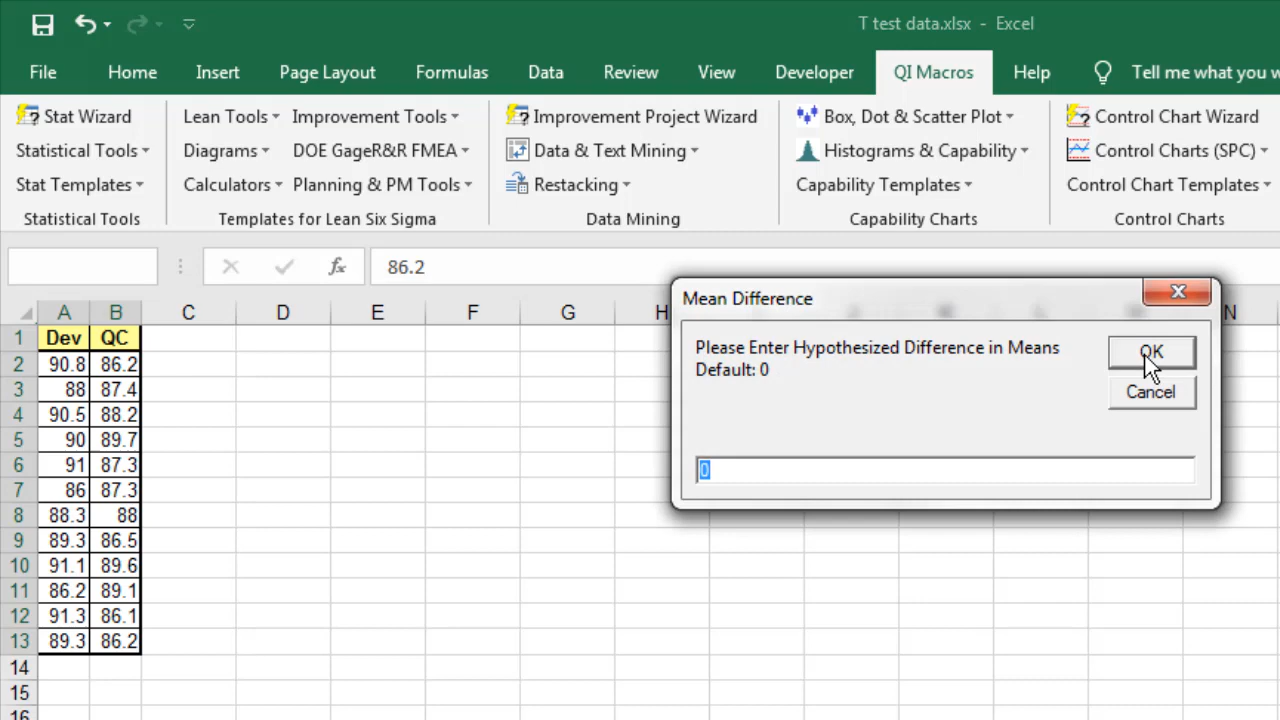 T test data.xlsx - Excel
File Home Insert Page Layout Formulas Data Review View Developer QI Macros Help Tell me what you w
Stat Wizard Lean Tools Improvement Tools Improvement Project Wizard Box, Dot & Scatter Plot Control Chart Wizard
Statistical Tools Diagrams DOE GageR&R FMEA Data & Text Mining Histograms & Capability Control Charts (SPC)
Stat Templates Calculators Planning & PM Tools Restacking Capability Templates Control Chart Templates
Statistical Tools Templates for Lean Six Sigma Data Mining Capability Charts Control Charts
fx 86.2
A B C D E F G H N
1 Dev QC
2 90.8 86.2
3 88 87.4
4 90.5 88.2
5 90 89.7
6 91 87.3
7 86 87.3
8 88.3 88
9 89.3 86.5
10 91.1 89.6
11 86.2 89.1
12 91.3 86.1
13 89.3 86.2
14
15
16
Mean Difference
Please Enter Hypothesized Difference in Means
Default: 0
OK
Cancel
0